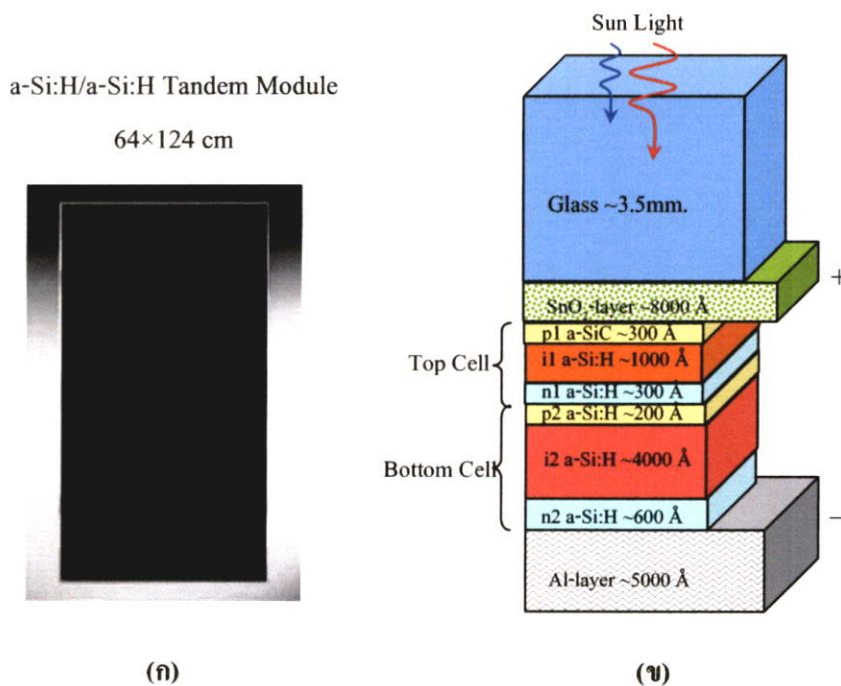 a-Si:H/a-Si:H Tandem Module
64×124 cm
(ก)
Sun Light
Glass ~3.5mm.
+
SnO₂-layer ~8000 Å
p1 a-SiC ~300 Å
Top Cell
i1 a-Si:H ~1000 Å
n1 a-Si:H ~300 Å
p2 a-Si:H ~200 Å
Bottom Cell
i2 a-Si:H ~4000 Å
n2 a-Si:H ~600 Å
−
Al-layer ~5000 Å
(ข)